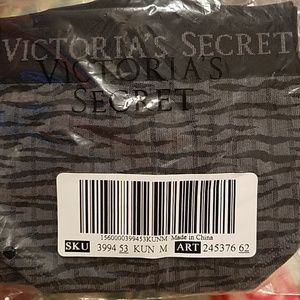 VICTORIA'S SECRET
VICTORIA'S
SECRET
1560000399453KUNM Made in China
SKU 3994 53 KUN M ART 245376 62